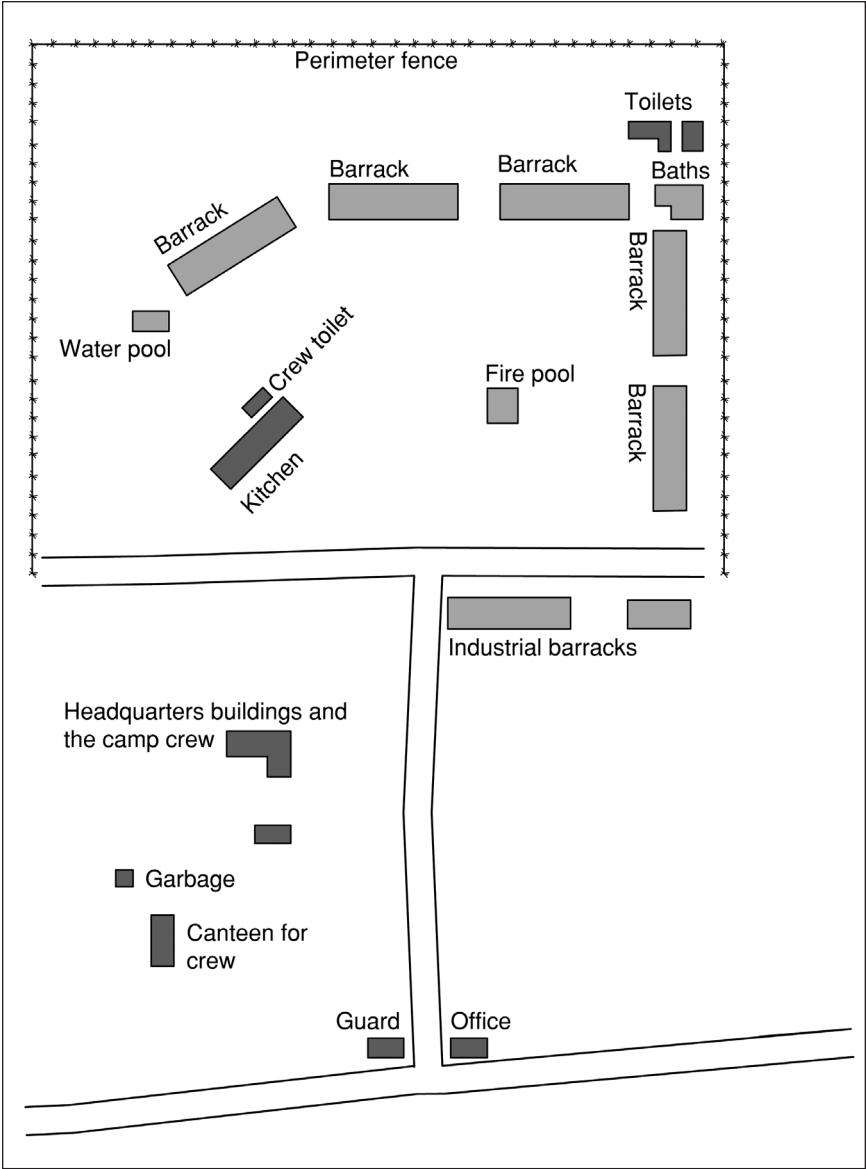 Perimeter fence
Toilets
Barrack
Barrack
Baths
Barrack
Barrack
Water pool
Crew toilet
Fire pool
Barrack
Kitchen
Industrial barracks
Headquarters buildings and
the camp crew
Garbage
Canteen for
crew
Guard
Office